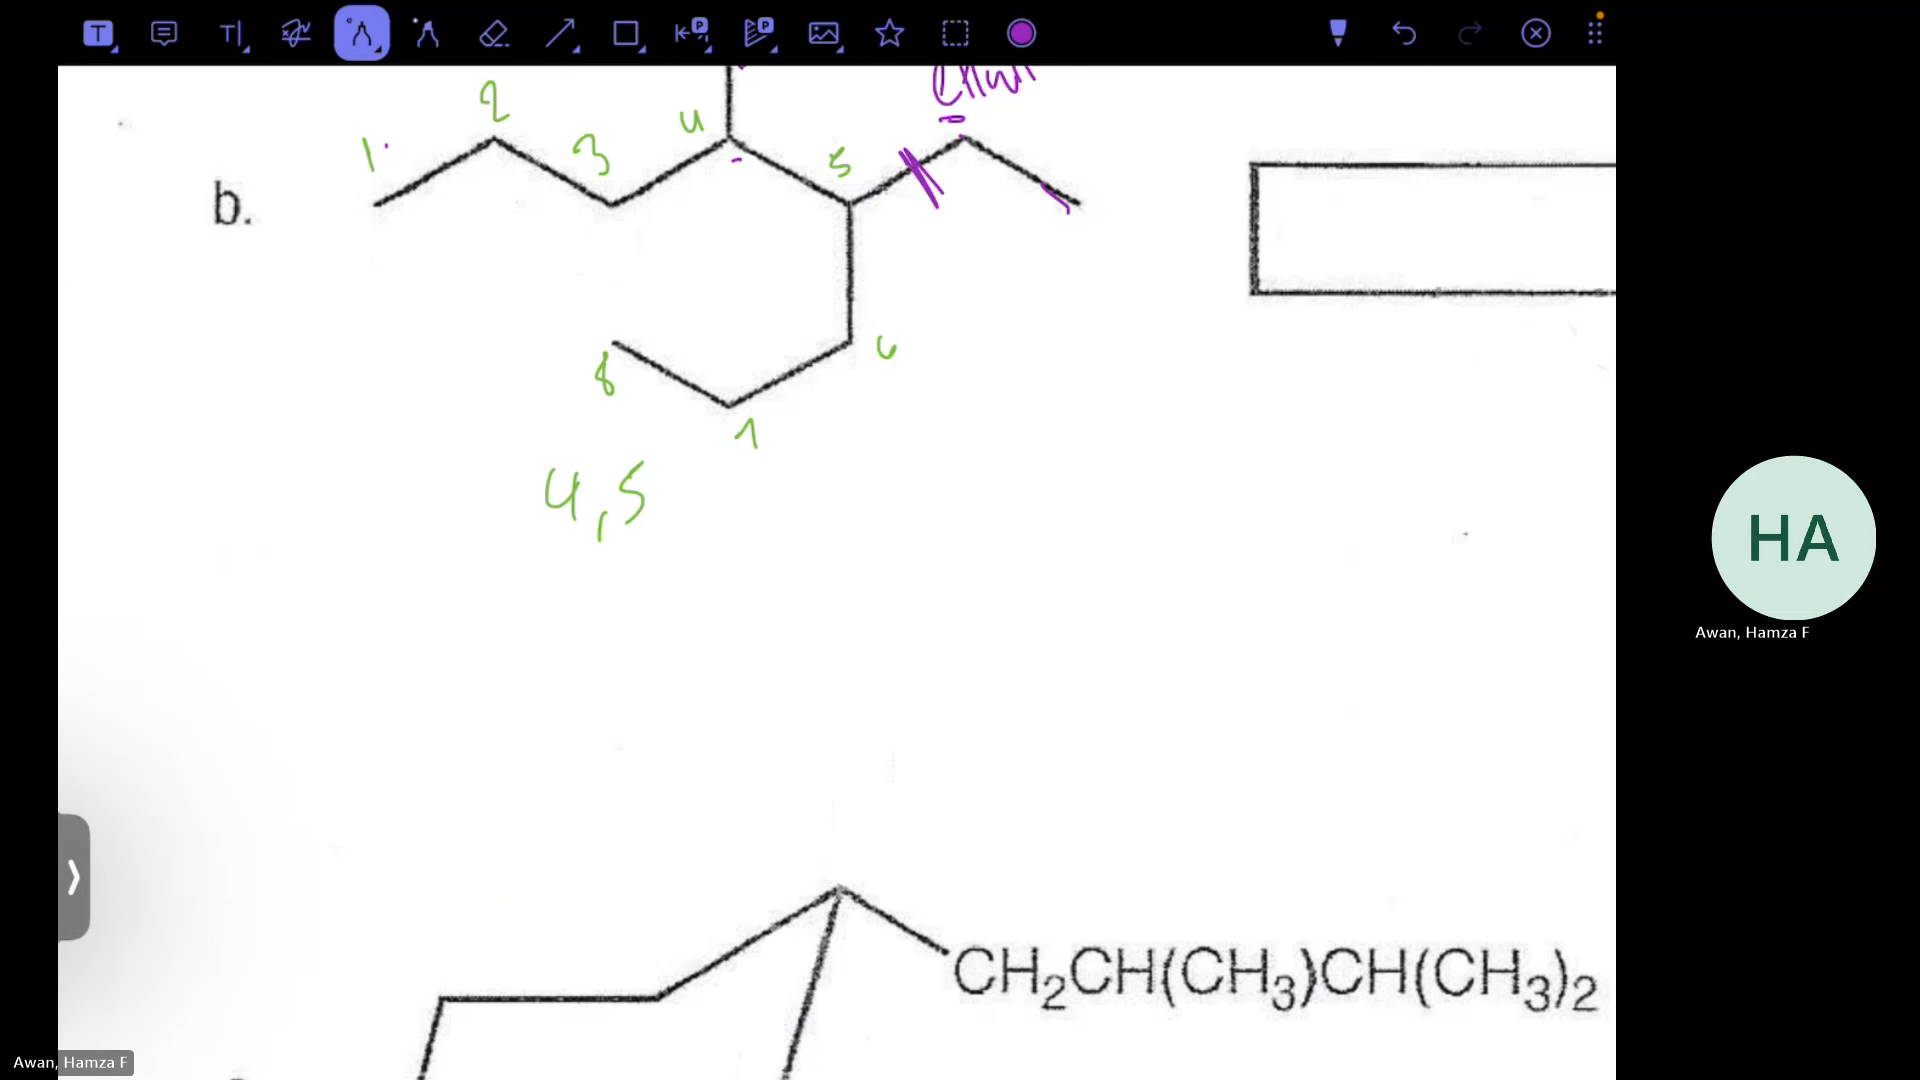 2
4
1
3
5
b.
6
8
7
4,5
CH₂CH(CH₃)CH(CH₃)₂
HA
Awan, Hamza F
Awan, Hamza F